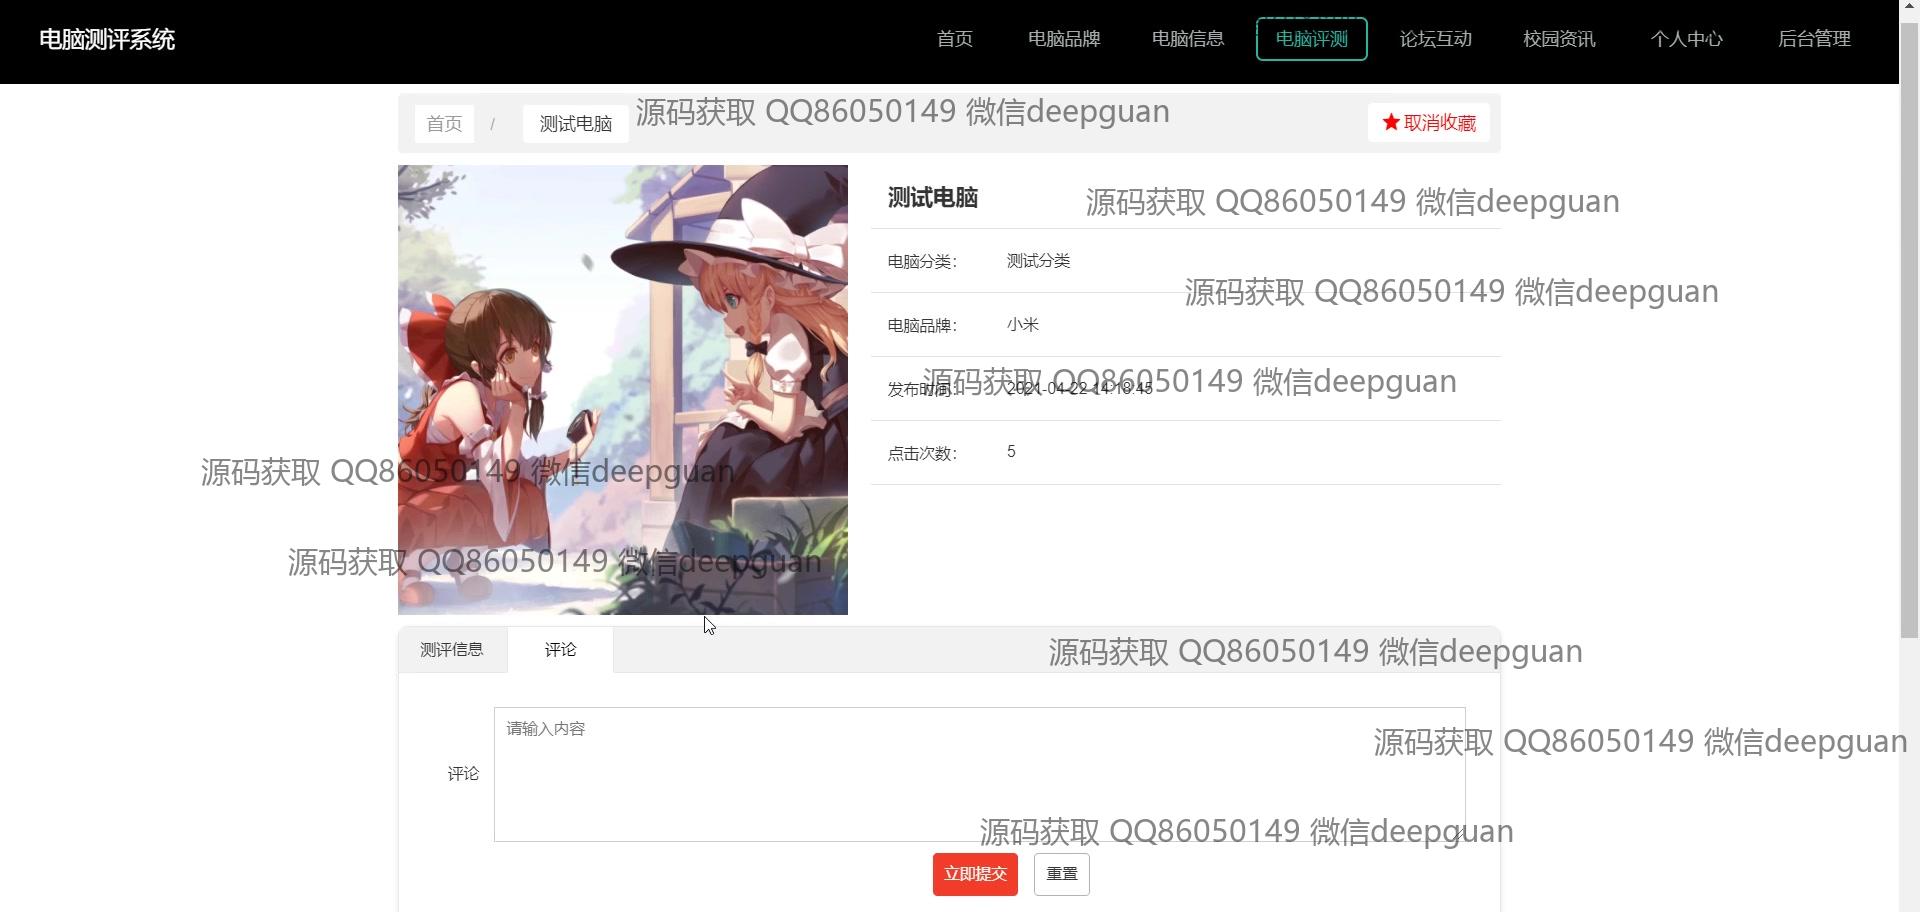 电脑测评系统 首页 电脑品牌 电脑信息 电脑评测 论坛互动 校园资讯 个人中心 后台管理
首页 / 测试电脑 源码获取 QQ86050149 微信deepguan ★取消收藏
测试电脑 源码获取 QQ86050149 微信deepguan
电脑分类： 测试分类
源码获取 QQ86050149 微信deepguan
电脑品牌： 小米
源码获取 QQ86050149 微信deepguan
发布时间： 2021-04-22 14:18:45
点击次数： 5
源码获取 QQ86050149 微信deepguan
源码获取 QQ86050149 微信deepguan
测评信息 评论 源码获取 QQ86050149 微信deepguan
请输入内容
源码获取 QQ86050149 微信deepguan
评论
源码获取 QQ86050149 微信deepguan
立即提交 重置